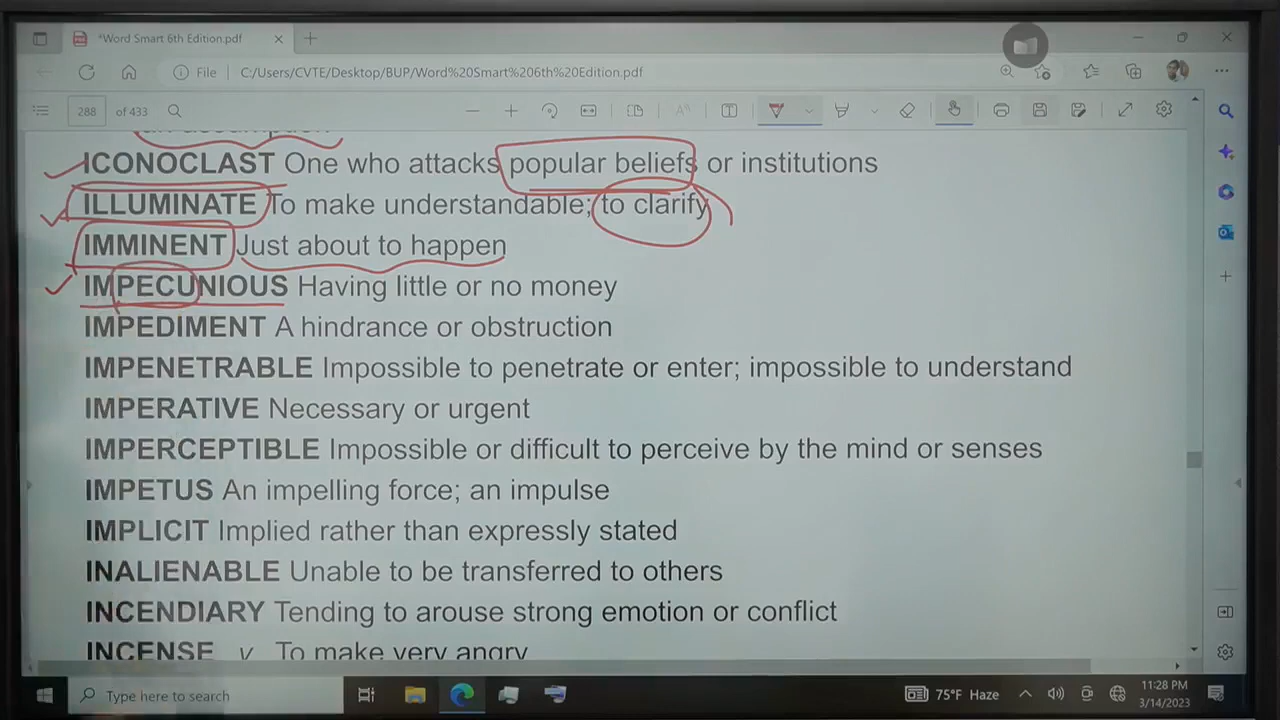 *Word Smart 6th Edition.pdf
File C:/Users/CVTE/Desktop/BUP/Word%20Smart%206th%20Edition.pdf
288 of 433
an assumption
ICONOCLAST One who attacks popular beliefs or institutions
ILLUMINATE To make understandable; to clarify
IMMINENT Just about to happen
IMPECUNIOUS Having little or no money
IMPEDIMENT A hindrance or obstruction
IMPENETRABLE Impossible to penetrate or enter; impossible to understand
IMPERATIVE Necessary or urgent
IMPERCEPTIBLE Impossible or difficult to perceive by the mind or senses
IMPETUS An impelling force; an impulse
IMPLICIT Implied rather than expressly stated
INALIENABLE Unable to be transferred to others
INCENDIARY Tending to arouse strong emotion or conflict
INCENSE v To make very angry
Type here to search
75°F Haze
11:28 PM
3/14/2023